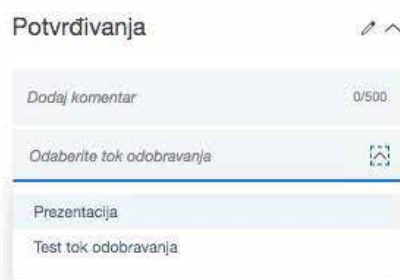 Potvrđivanja
Dodaj komentar 0/500
Odaberite tok odobravanja
Prezentacija
Test tok odobravanja